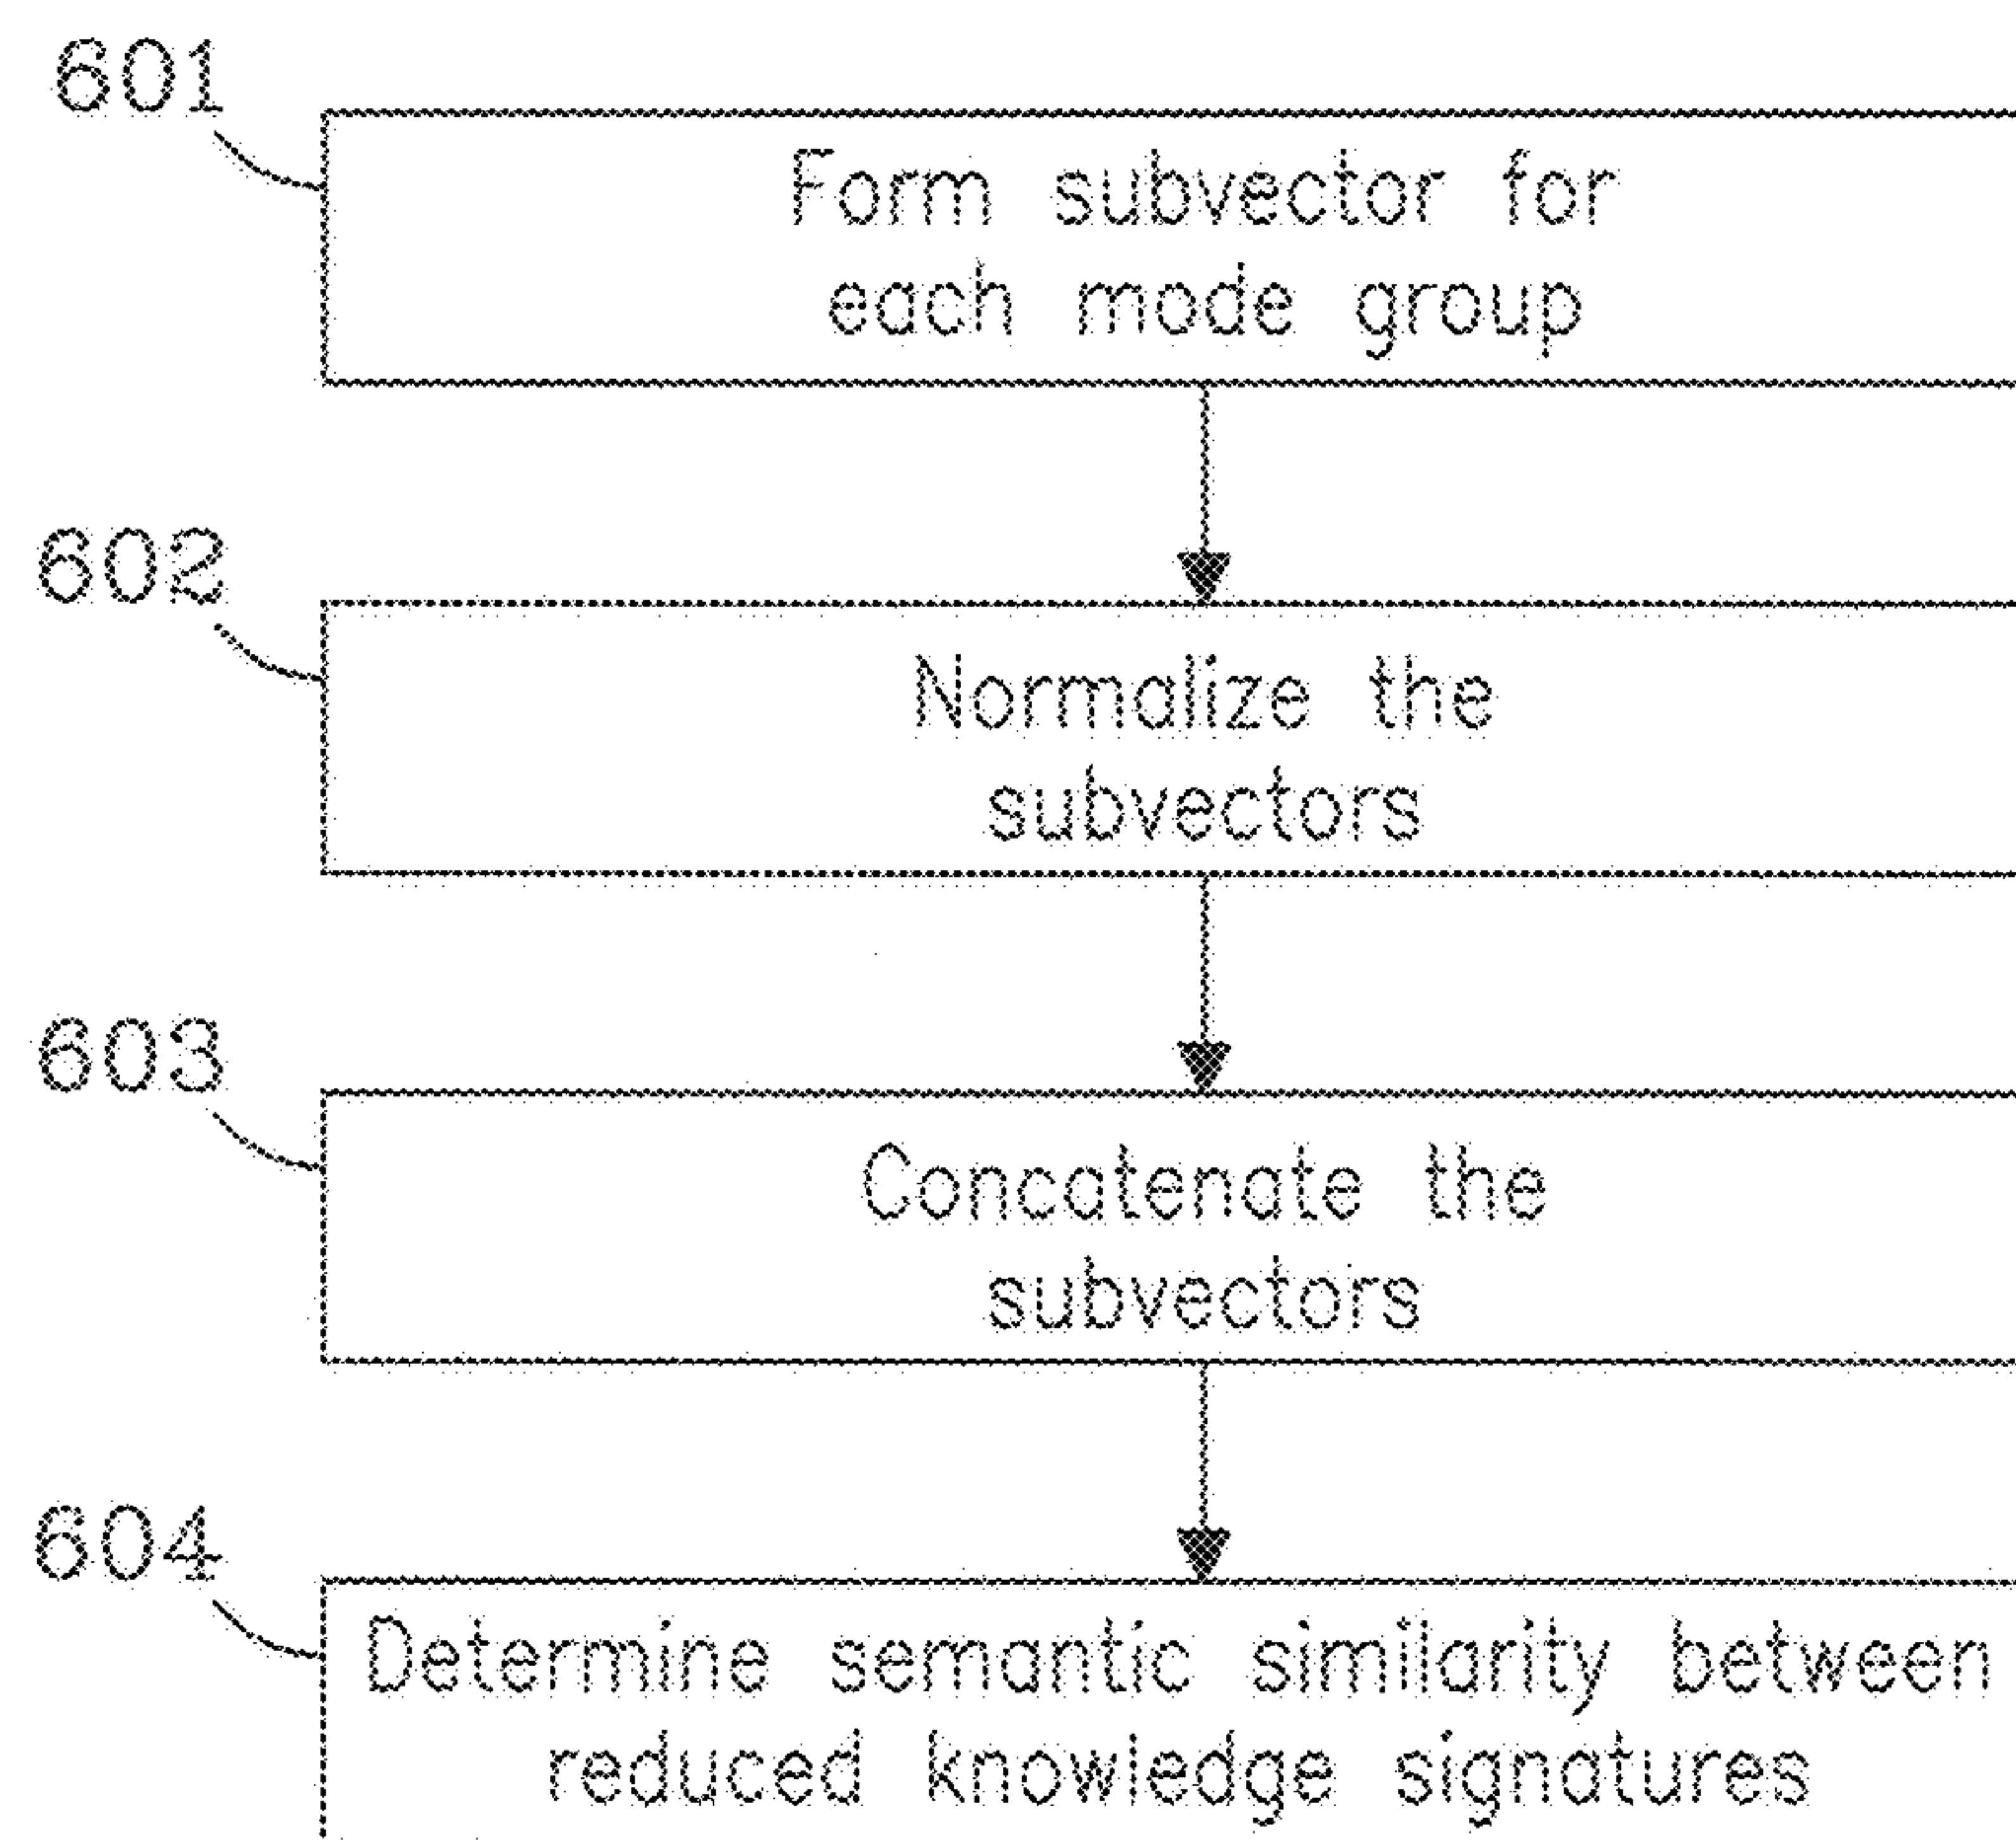 601
Form subvector for
each mode group
602
Normalize the
subvectors
603
Concatenate the
subvectors
604
Determine semantic similarity between
reduced knowledge signatures